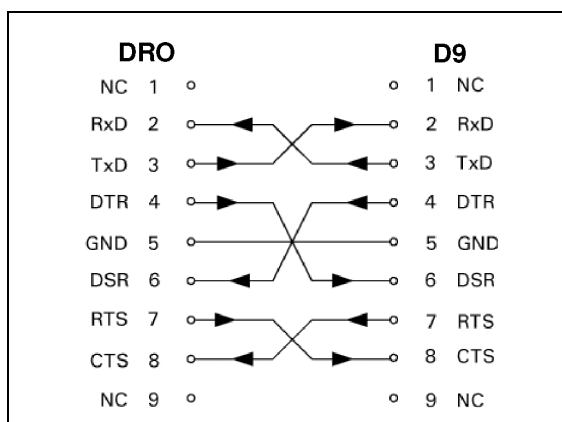 DRO D9
NC 1 1 NC
RxD 2 2 RxD
TxD 3 3 TxD
DTR 4 4 DTR
GND 5 5 GND
DSR 6 6 DSR
RTS 7 7 RTS
CTS 8 8 CTS
NC 9 9 NC